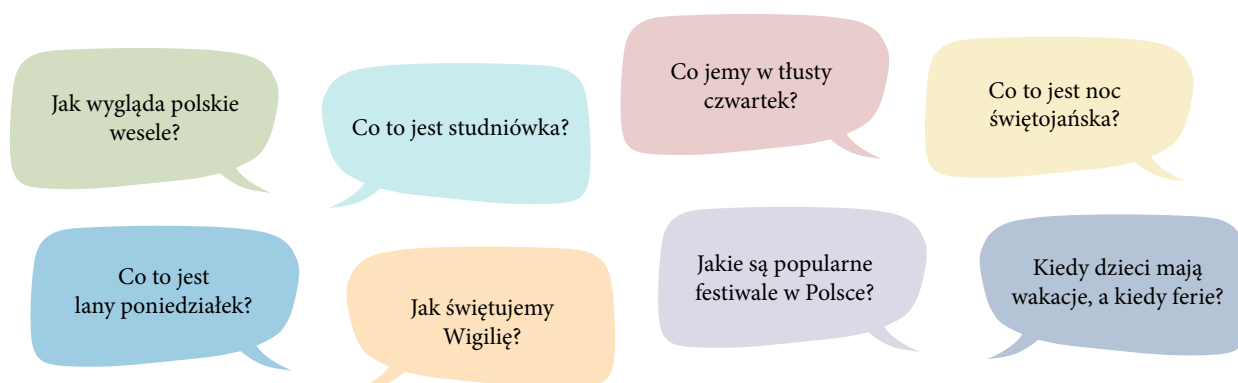 Jak wygląda polskie
wesele?
Co to jest studniówka?
Co jemy w tłusty
czwartek?
Co to jest noc
świętojańska?
Co to jest
lany poniedziałek?
Jak świętujemy
Wigilię?
Jakie są popularne
festiwale w Polsce?
Kiedy dzieci mają
wakacje, a kiedy ferie?